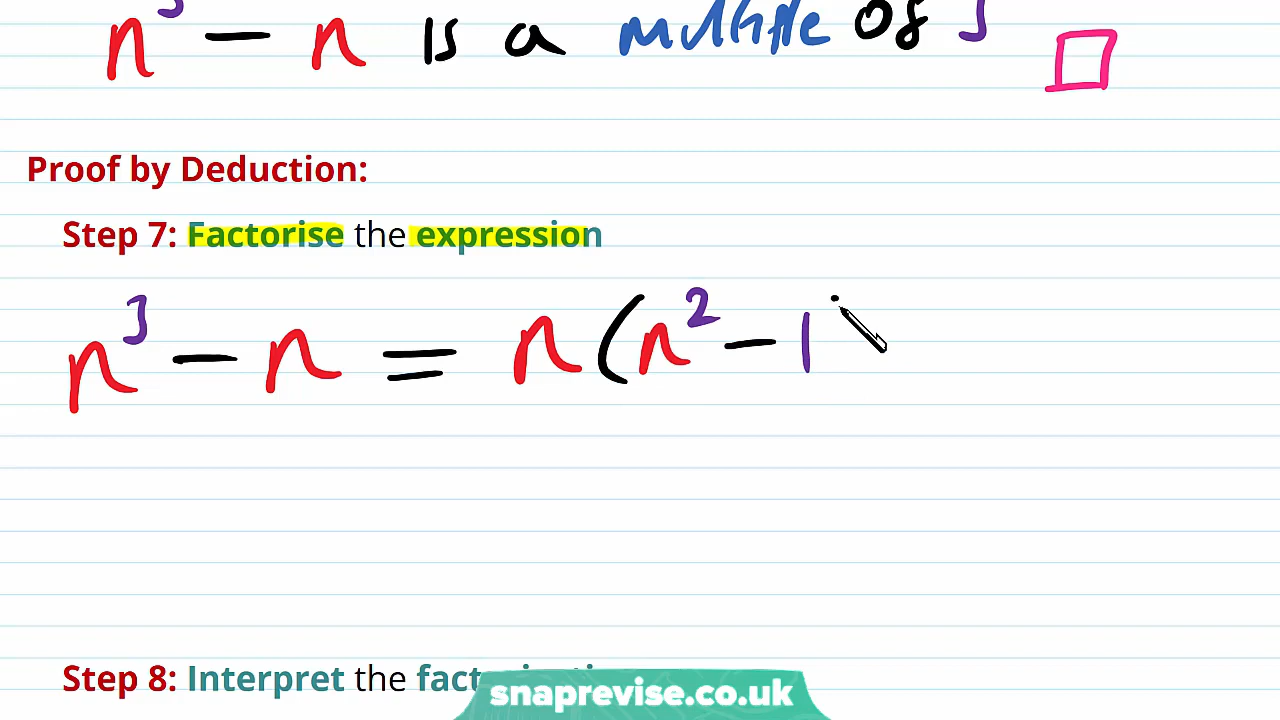 n³ − n is a multiple of 3 □
Proof by Deduction:
Step 7: Factorise the expression
n³ − n = n(n² − 1
Step 8: Interpret the
snaprevise.co.uk